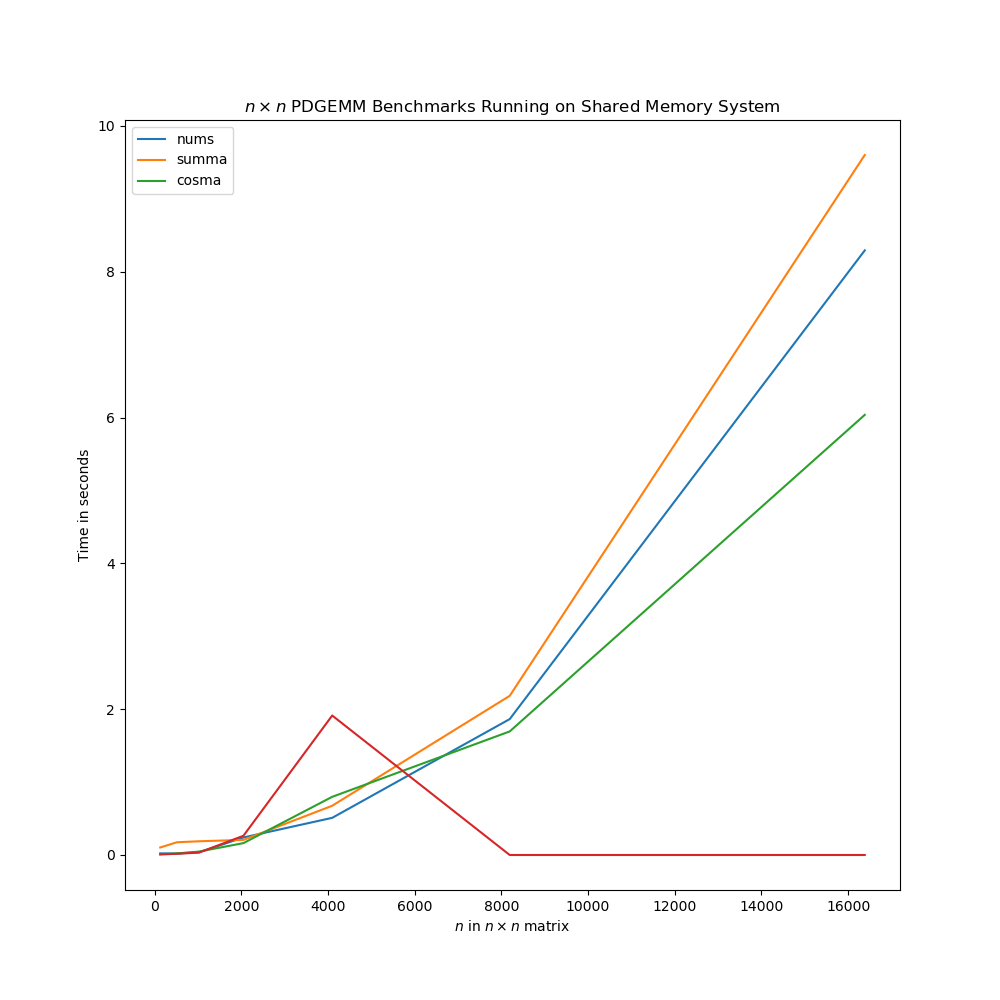 n × n PDGEMM Benchmarks Running on Shared Memory System
nums
summa
cosma
10
8
6
4
2
0
Time in seconds
0 2000 4000 6000 8000 10000 12000 14000 16000
n in n × n matrix